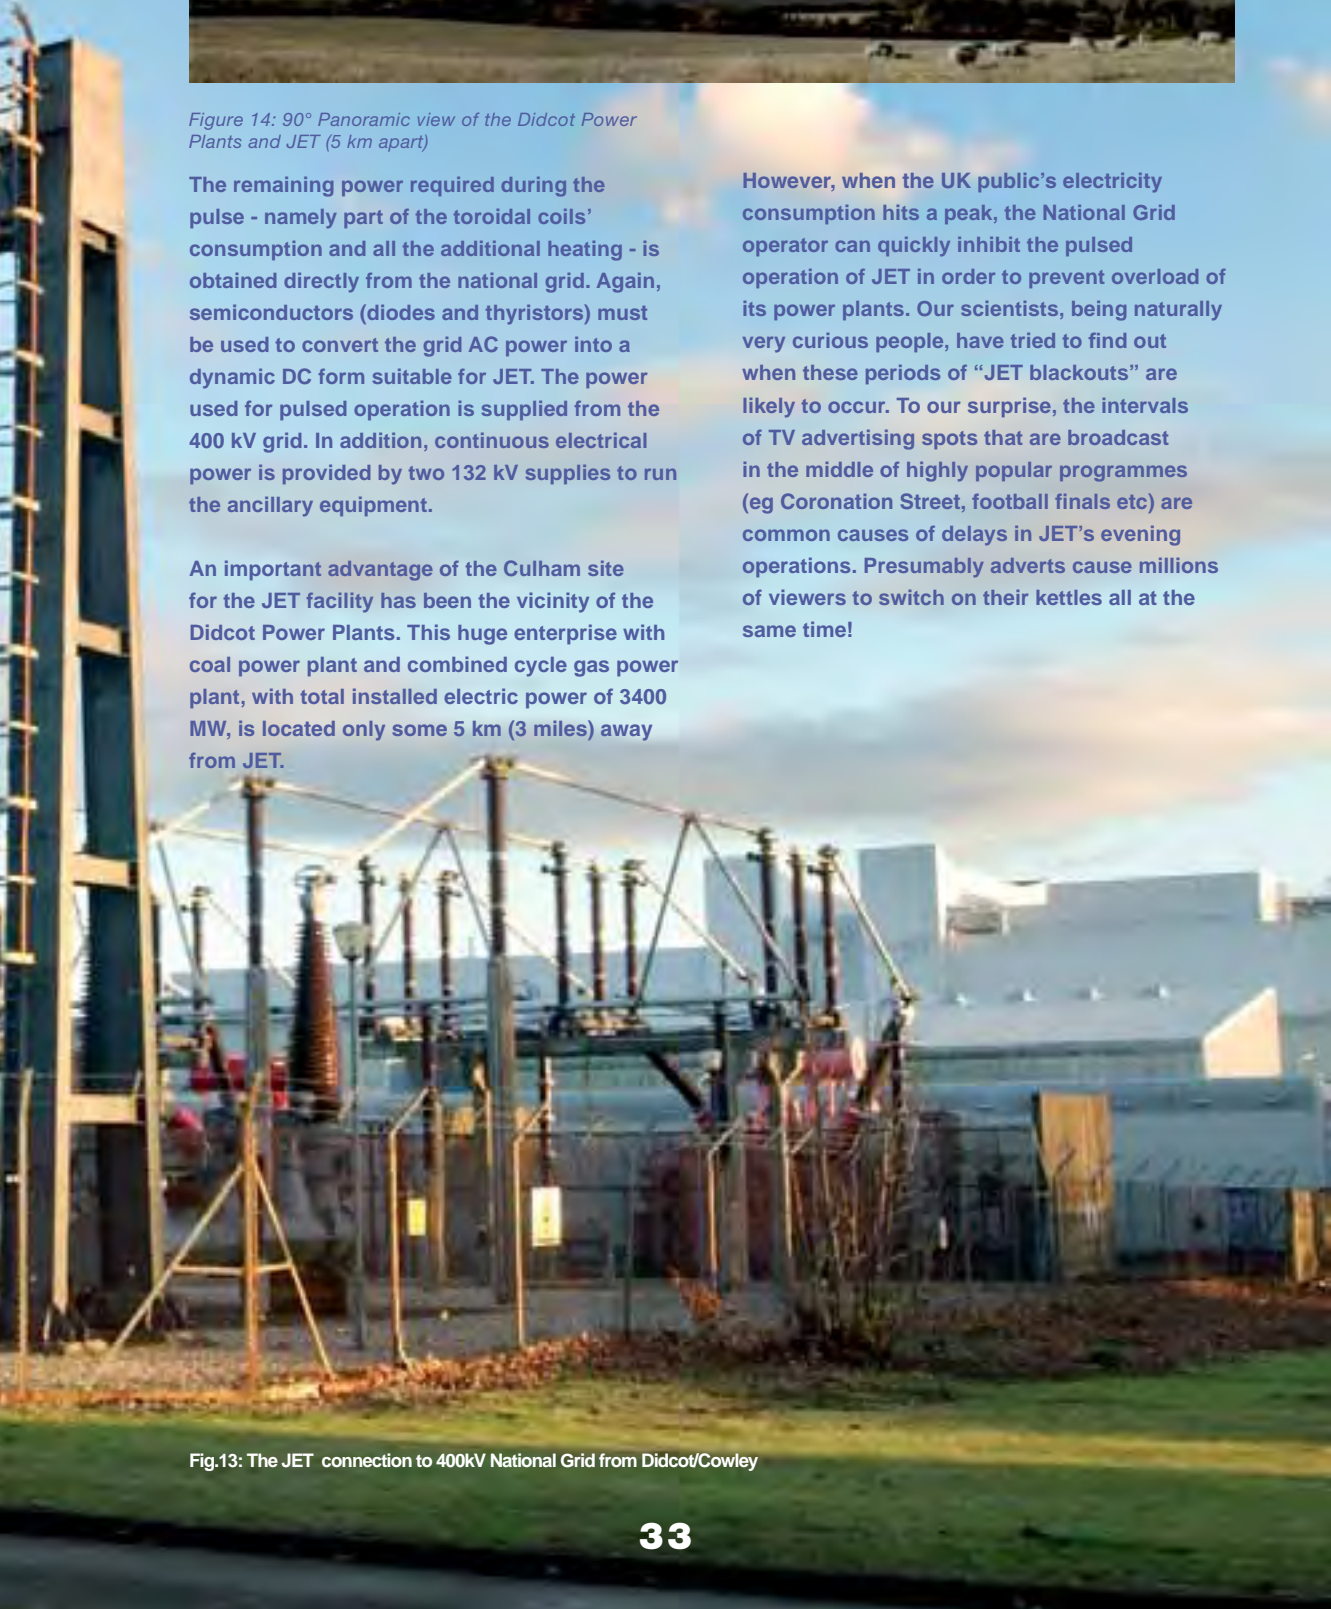 Figure 14: 90° Panoramic view of the Didcot Power
Plants and JET (5 km apart)
The remaining power required during the
pulse - namely part of the toroidal coils’
consumption and all the additional heating - is
obtained directly from the national grid. Again,
semiconductors (diodes and thyristors) must
be used to convert the grid AC power into a
dynamic DC form suitable for JET. The power
used for pulsed operation is supplied from the
400 kV grid. In addition, continuous electrical
power is provided by two 132 kV supplies to run
the ancillary equipment.
An important advantage of the Culham site
for the JET facility has been the vicinity of the
Didcot Power Plants. This huge enterprise with
coal power plant and combined cycle gas power
plant, with total installed electric power of 3400
MW, is located only some 5 km (3 miles) away
from JET.
However, when the UK public’s electricity
consumption hits a peak, the National Grid
operator can quickly inhibit the pulsed
operation of JET in order to prevent overload of
its power plants. Our scientists, being naturally
very curious people, have tried to find out
when these periods of “JET blackouts” are
likely to occur. To our surprise, the intervals
of TV advertising spots that are broadcast
in the middle of highly popular programmes
(eg Coronation Street, football finals etc) are
common causes of delays in JET’s evening
operations. Presumably adverts cause millions
of viewers to switch on their kettles all at the
same time!
Fig.13: The JET connection to 400kV National Grid from Didcot/Cowley
33